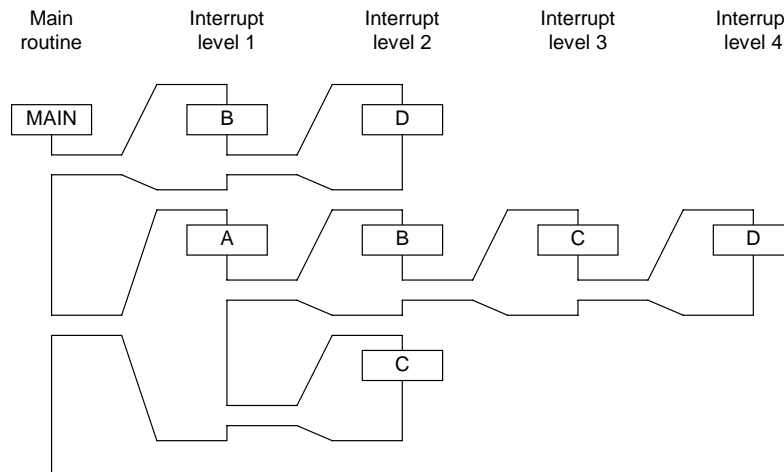 Main Interrupt Interrupt Interrupt Interrup
routine level 1 level 2 level 3 level 4
MAIN B D
A B C D
C